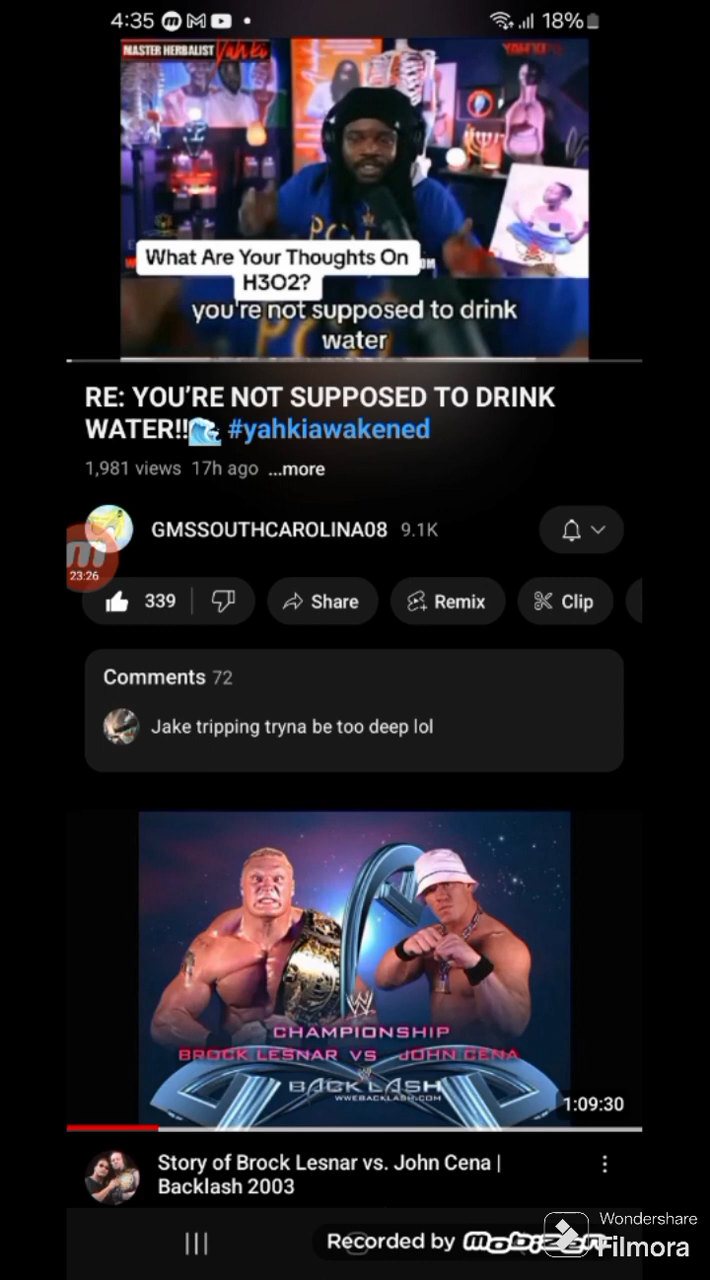 4:35
18%
MASTER HERBALIST Yahki
What Are Your Thoughts On
H3O2?
you're not supposed to drink
water
RE: YOU'RE NOT SUPPOSED TO DRINK
WATER!!🌊 #yahkiawakened
1,981 views 17h ago ...more
GMSSOUTHCAROLINA08 9.1K
23:26
339 Share Remix Clip
Comments 72
Jake tripping tryna be too deep lol
CHAMPIONSHIP
BROCK LESNAR VS JOHN CENA
BACKLASH
WWEBACKLASH.COM
1:09:30
Story of Brock Lesnar vs. John Cena |
Backlash 2003
Recorded by mobizen
Wondershare
Filmora